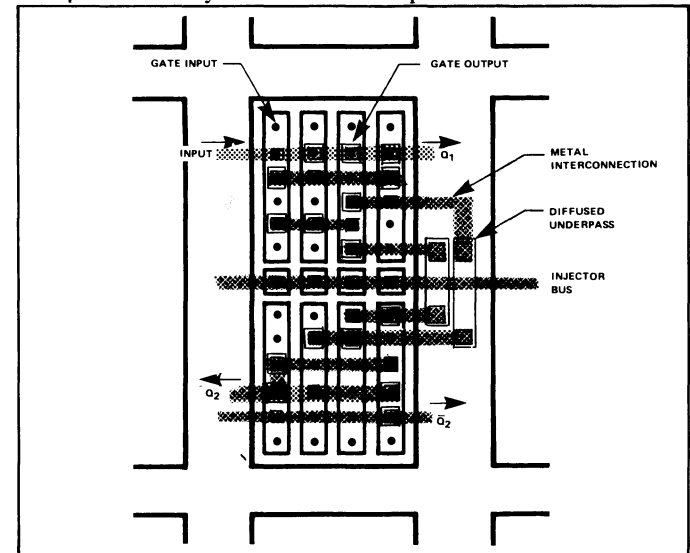 GATE INPUT
GATE OUTPUT
INPUT
Q1
METAL
INTERCONNECTION
DIFFUSED
UNDERPASS
INJECTOR
BUS
Q2
Q̄2